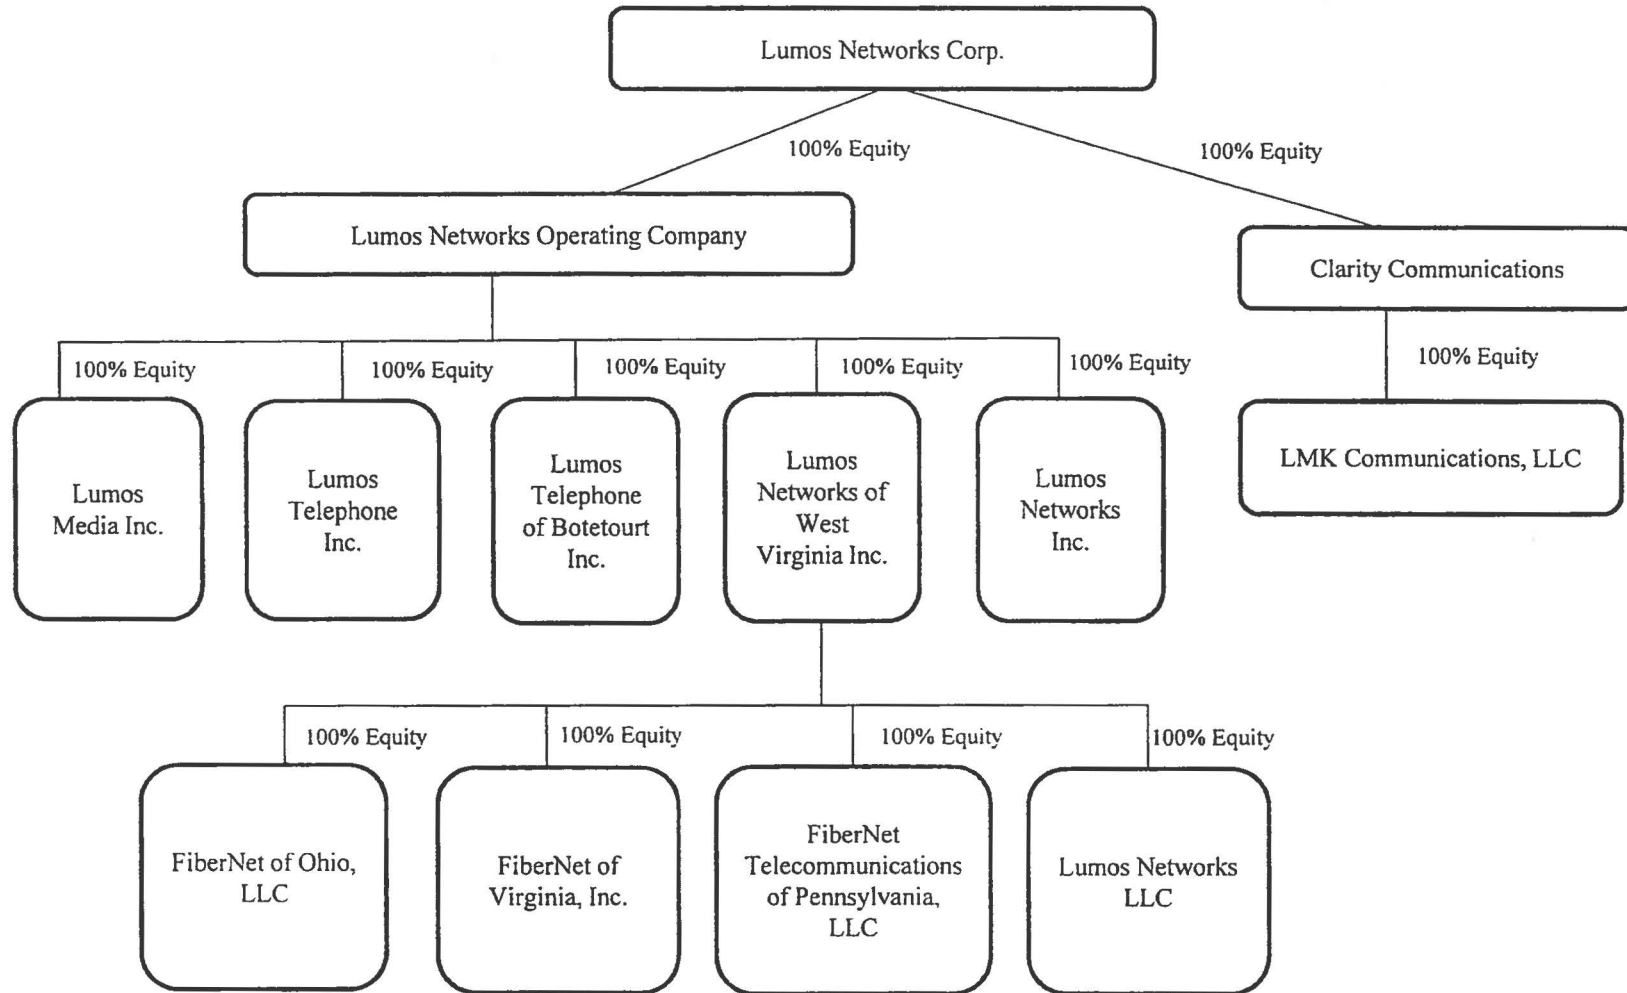 Lumos Networks Corp.
100% Equity
100% Equity
Lumos Networks Operating Company
Clarity Communications
100% Equity
100% Equity
100% Equity
100% Equity
100% Equity
100% Equity
Lumos
Media Inc.
Lumos
Telephone
Inc.
Lumos
Telephone
of Botetourt
Inc.
Lumos
Networks of
West
Virginia Inc.
Lumos
Networks
Inc.
LMK Communications, LLC
100% Equity
100% Equity
100% Equity
100% Equity
FiberNet of Ohio,
LLC
FiberNet of
Virginia, Inc.
FiberNet
Telecommunications
of Pennsylvania,
LLC
Lumos Networks
LLC